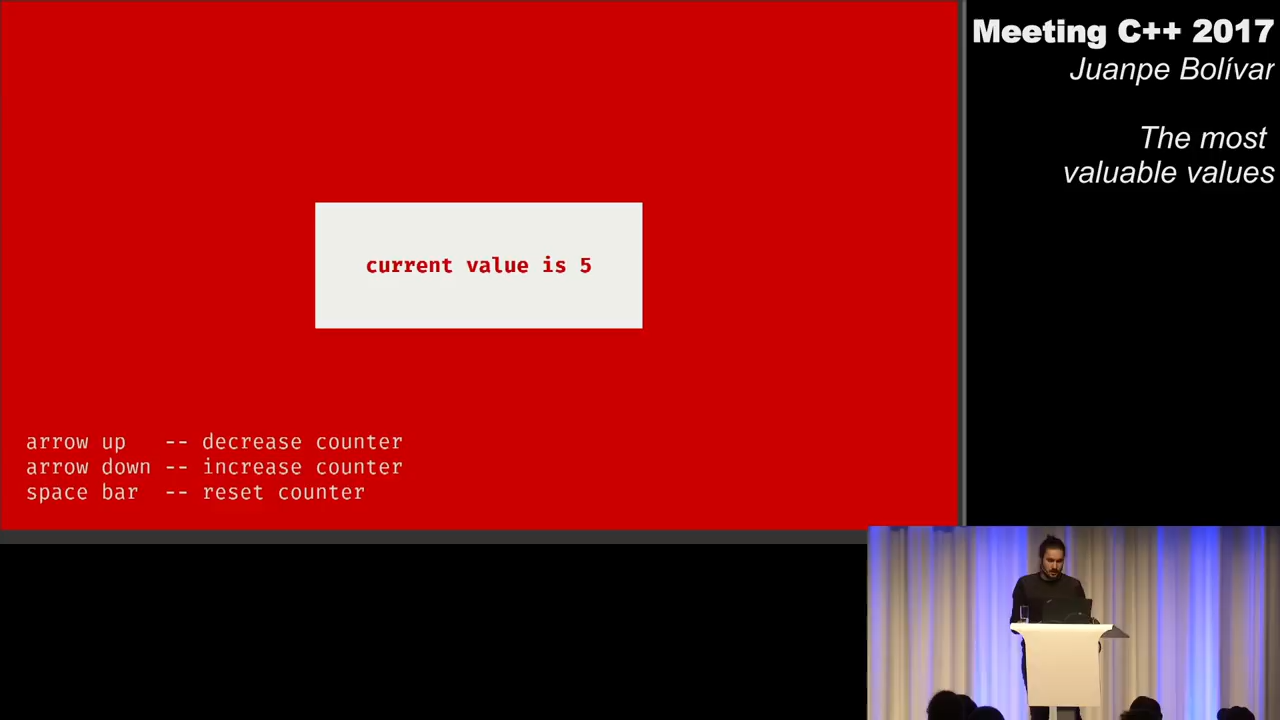 Meeting C++ 2017
Juanpe Bolívar
The most
valuable values
current value is 5
arrow up   -- decrease counter
arrow down -- increase counter
space bar  -- reset counter